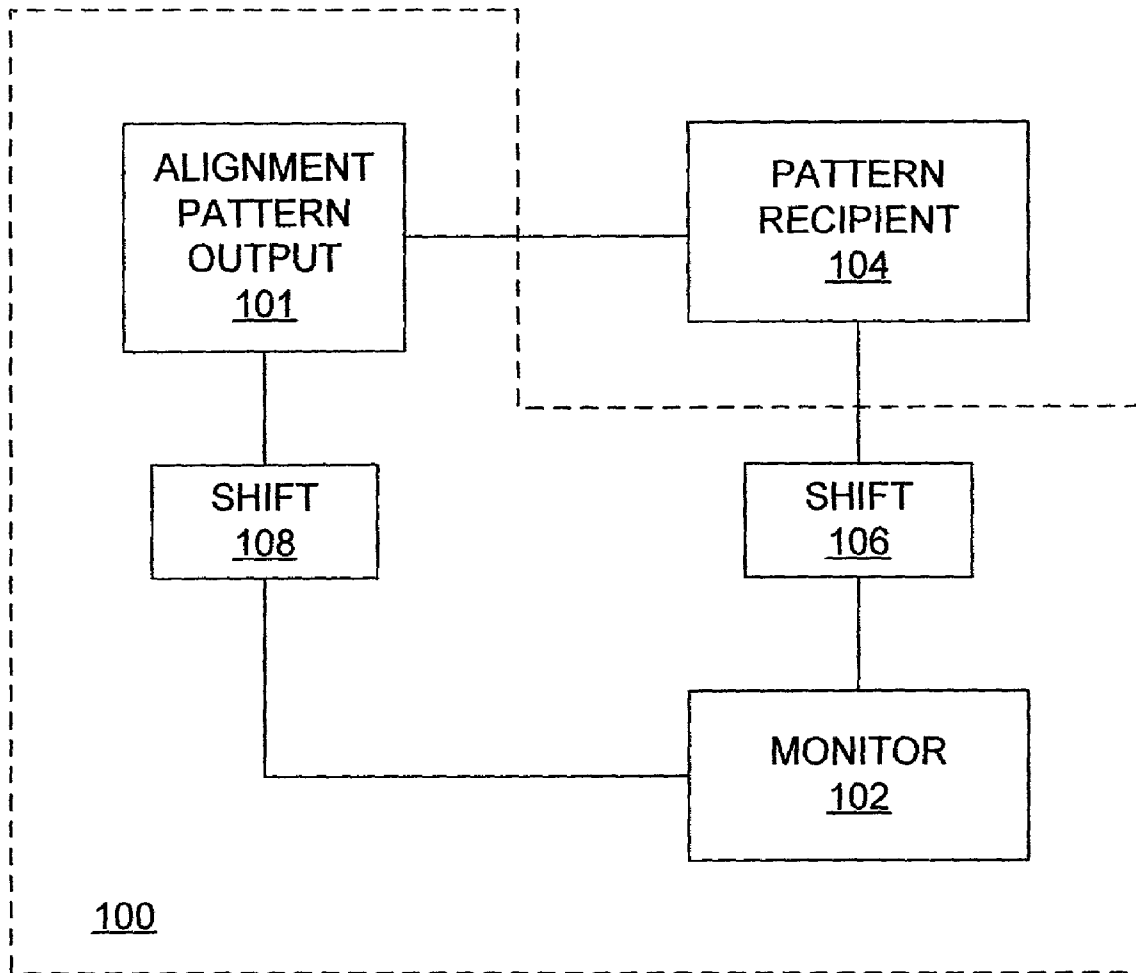 ALIGNMENT
PATTERN
OUTPUT
101
PATTERN
RECIPIENT
104
SHIFT
108
SHIFT
106
MONITOR
102
100